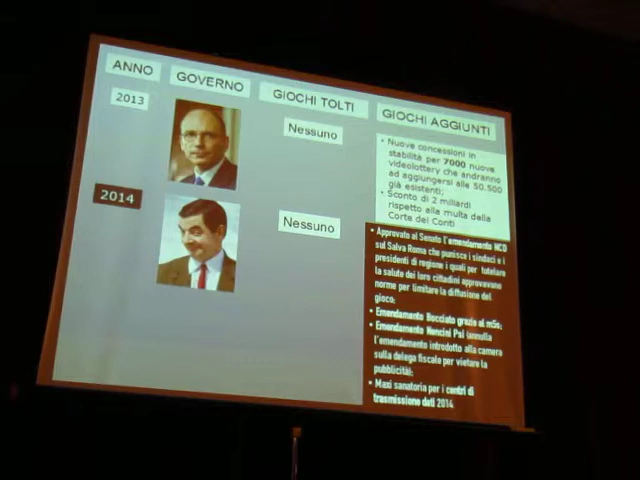 ANNO
GOVERNO
GIOCHI TOLTI
GIOCHI AGGIUNTI
2013
Nessuno
• Nuove concessioni in
stabilità per 7000 nuove
videolottery che andranno
ad aggiungersi alle 50.500
già esistenti;
• Sconto di 2 miliardi
rispetto alla multa della
Corte dei Conti
2014
Nessuno
• Approvato al Senato l'emendamento NCD
sul Salva Roma che punisce i sindaci e i
presidenti di regione i quali per tutelare
la salute dei loro cittadini approvavano
norme per limitare la diffusione del
gioco;
• Emendamento Bocciato grazie al m5s;
• Emendamento Nencini Psi (annulla
l'emendamento introdotto alla camera
sulla delega fiscale per vietare la
pubblicità);
• Maxi sanatoria per i centri di
trasmissione dati 2014